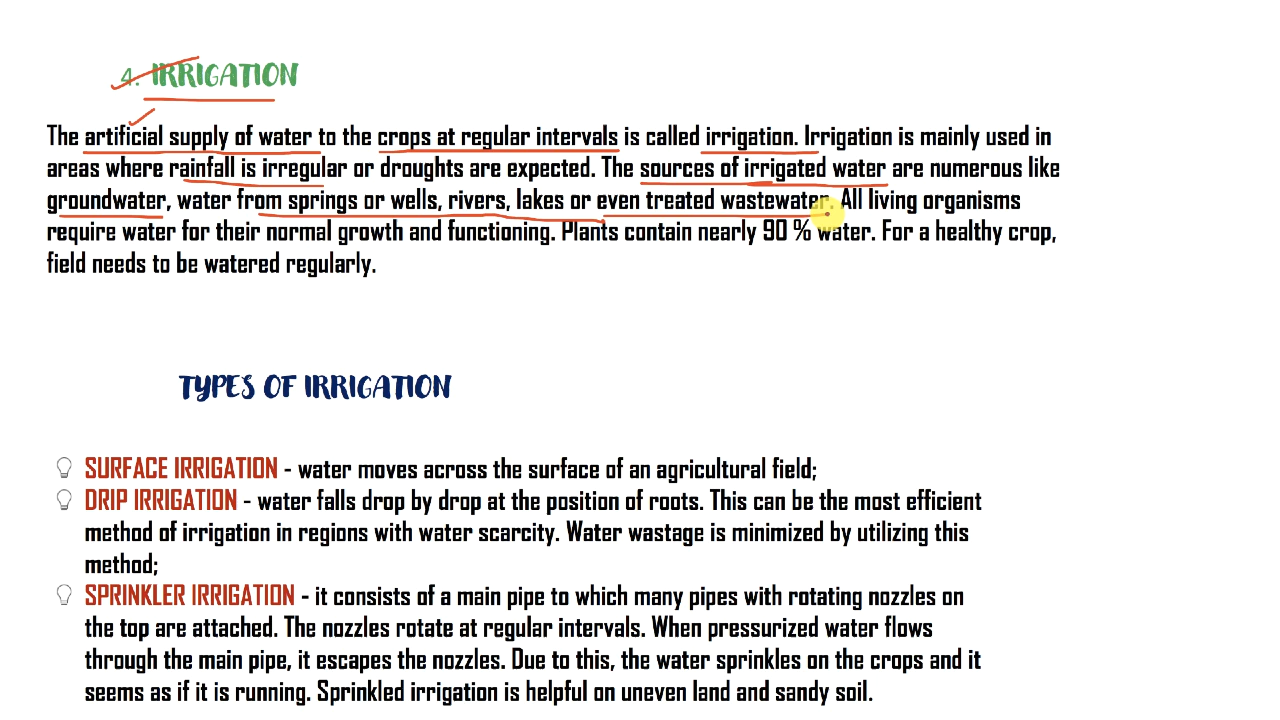 4. IRRIGATION
The artificial supply of water to the crops at regular intervals is called irrigation. Irrigation is mainly used in
areas where rainfall is irregular or droughts are expected. The sources of irrigated water are numerous like
groundwater, water from springs or wells, rivers, lakes or even treated wastewater. All living organisms
require water for their normal growth and functioning. Plants contain nearly 90 % water. For a healthy crop,
field needs to be watered regularly.
TYPES OF IRRIGATION
SURFACE IRRIGATION - water moves across the surface of an agricultural field;
DRIP IRRIGATION - water falls drop by drop at the position of roots. This can be the most efficient
method of irrigation in regions with water scarcity. Water wastage is minimized by utilizing this
method;
SPRINKLER IRRIGATION - it consists of a main pipe to which many pipes with rotating nozzles on
the top are attached. The nozzles rotate at regular intervals. When pressurized water flows
through the main pipe, it escapes the nozzles. Due to this, the water sprinkles on the crops and it
seems as if it is running. Sprinkled irrigation is helpful on uneven land and sandy soil.